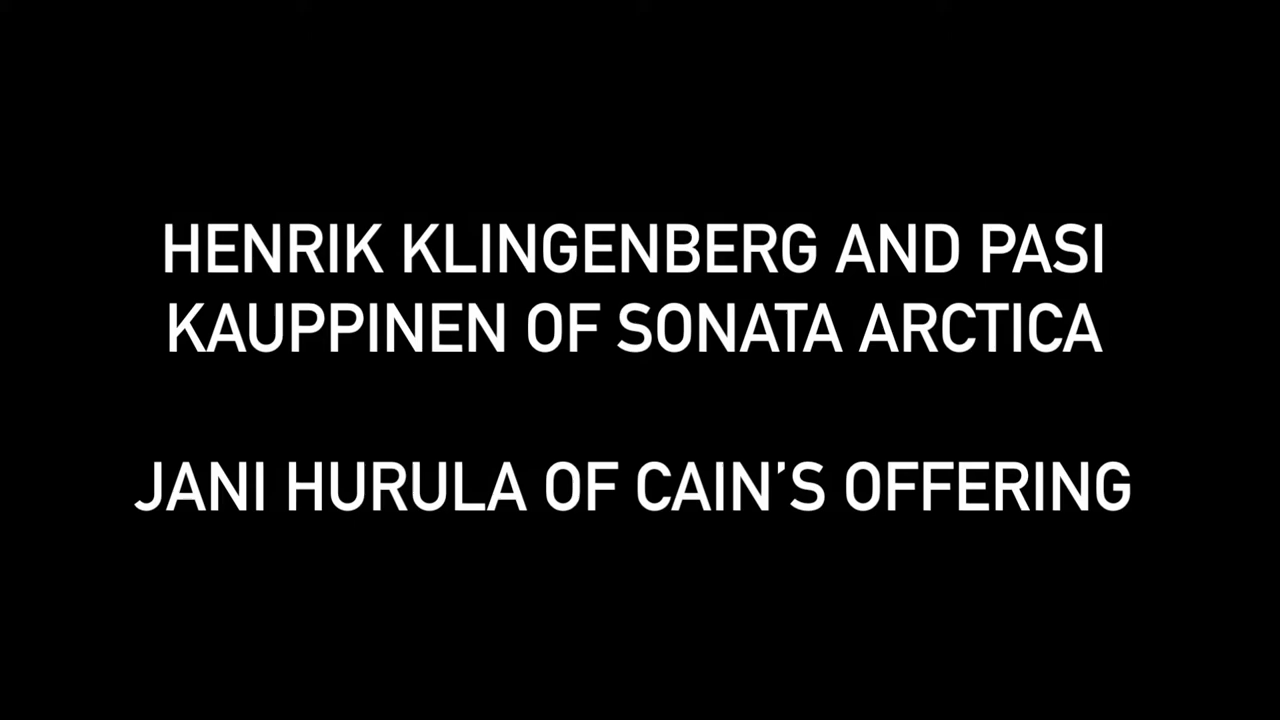 HENRIK KLINGENBERG AND PASI
KAUPPINEN OF SONATA ARCTICA
JANI HURULA OF CAIN'S OFFERING